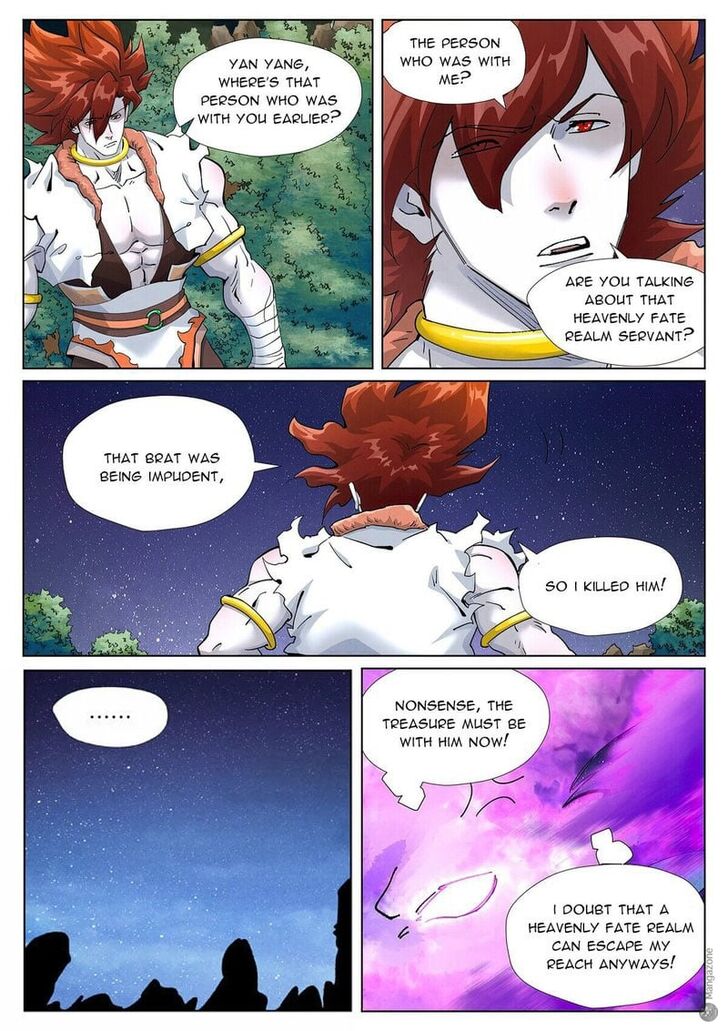 YAN YANG,
WHERE'S THAT
PERSON WHO WAS
WITH YOU EARLIER?
THE PERSON
WHO WAS WITH
ME?
ARE YOU TALKING
ABOUT THAT
HEAVENLY FATE
REALM SERVANT?
THAT BRAT WAS
BEING IMPUDENT,
SO I KILLED HIM!
......
NONSENSE, THE
TREASURE MUST BE
WITH HIM NOW!
I DOUBT THAT A
HEAVENLY FATE REALM
CAN ESCAPE MY
REACH ANYWAYS!
MangaZone